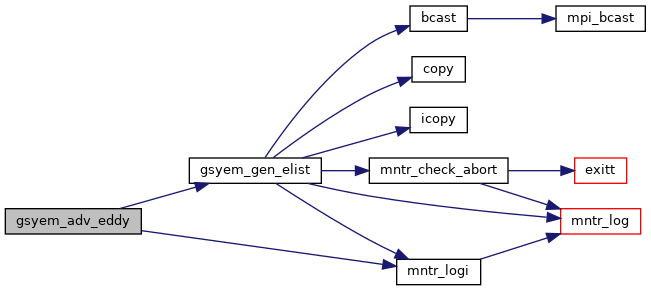 bcast
mpi_bcast
copy
icopy
gsyem_gen_elist
mntr_check_abort
exitt
gsyem_adv_eddy
mntr_log
mntr_logi